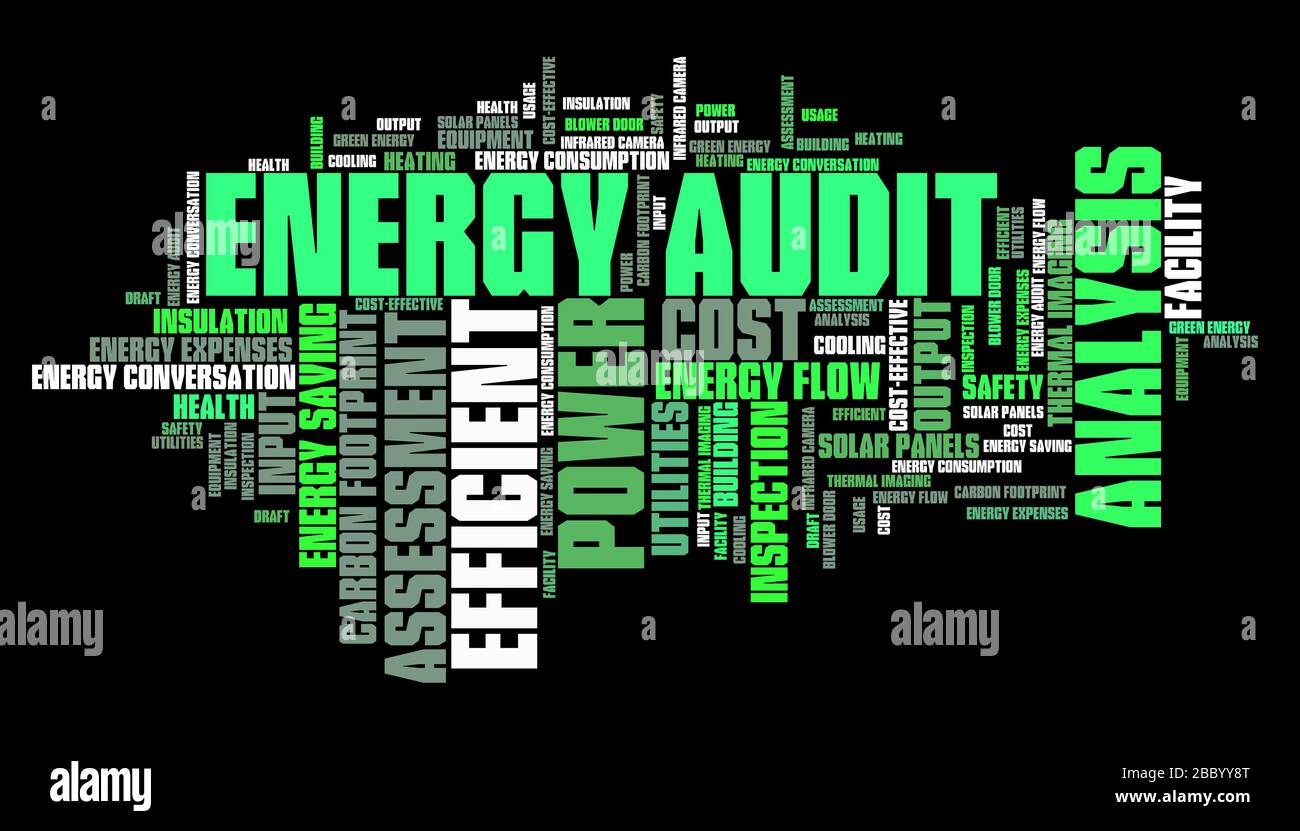 COST-EFFECTIVE
INFRARED CAMERA
USAGE
HEALTH
INSULATION
SAFETY
POWER
ASSESSMENT
USAGE
BUILDING
OUTPUT
SOLAR PANELS
BLOWER DOOR
OUTPUT
GREEN ENERGY
EQUIPMENT
INFRARED CAMERA
GREEN ENERGY
BUILDING
HEATING
HEALTH
COOLING
HEATING
ENERGY CONSUMPTION
HEATING
ENERGY CONVERSATION
ENERGY AUDIT
ANALYSIS
FACILITY
ENERGY CONVERSATION
ENERGY AUDIT
POWER
CARBON FOOTPRINT
INPUT
EFFICIENT
UTILITIES
ENERGY AUDIT
ENERGY FLOW
THERMAL IMAGING
BLOWER DOOR
ENERGY EXPENSES
DRAFT
COST-EFFECTIVE
INSULATION
ENERGY EXPENSES
ENERGY CONVERSATION
HEALTH
SAFETY
UTILITIES
EQUIPMENT
INSULATION
INSPECTION
INPUT
DRAFT
ENERGY SAVING
CARBON FOOTPRINT
ASSESSMENT
EFFICIENT
ENERGY CONSUMPTION
ENERGY SAVING
FACILITY
POWER
COST
ASSESSMENT
ANALYSIS
COOLING
COST-EFFECTIVE
OUTPUT
INSPECTION
GREEN ENERGY
ANALYSIS
EQUIPMENT
ENERGY FLOW
SAFETY
UTILITIES
THERMAL IMAGING
BUILDING
INSPECTION
INFRARED CAMERA
EFFICIENT
SOLAR PANELS
COST
SOLAR PANELS
ENERGY SAVING
ENERGY CONSUMPTION
THERMAL IMAGING
INPUT
FACILITY
COOLING
DRAFT
BLOWER DOOR
USAGE
ENERGY FLOW
COST
CARBON FOOTPRINT
ENERGY EXPENSES
a a a a a
a a
alamy alamy
a a
alamy
Image ID: 2BBYY8T
www.alamy.com